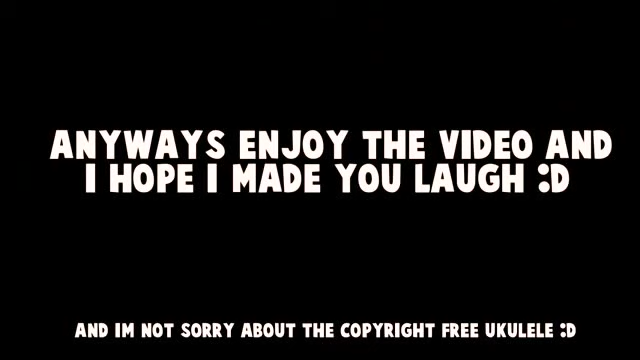 ANYWAYS ENJOY THE VIDEO AND
I HOPE I MADE YOU LAUGH :D
AND IM NOT SORRY ABOUT THE COPYRIGHT FREE UKULELE :D